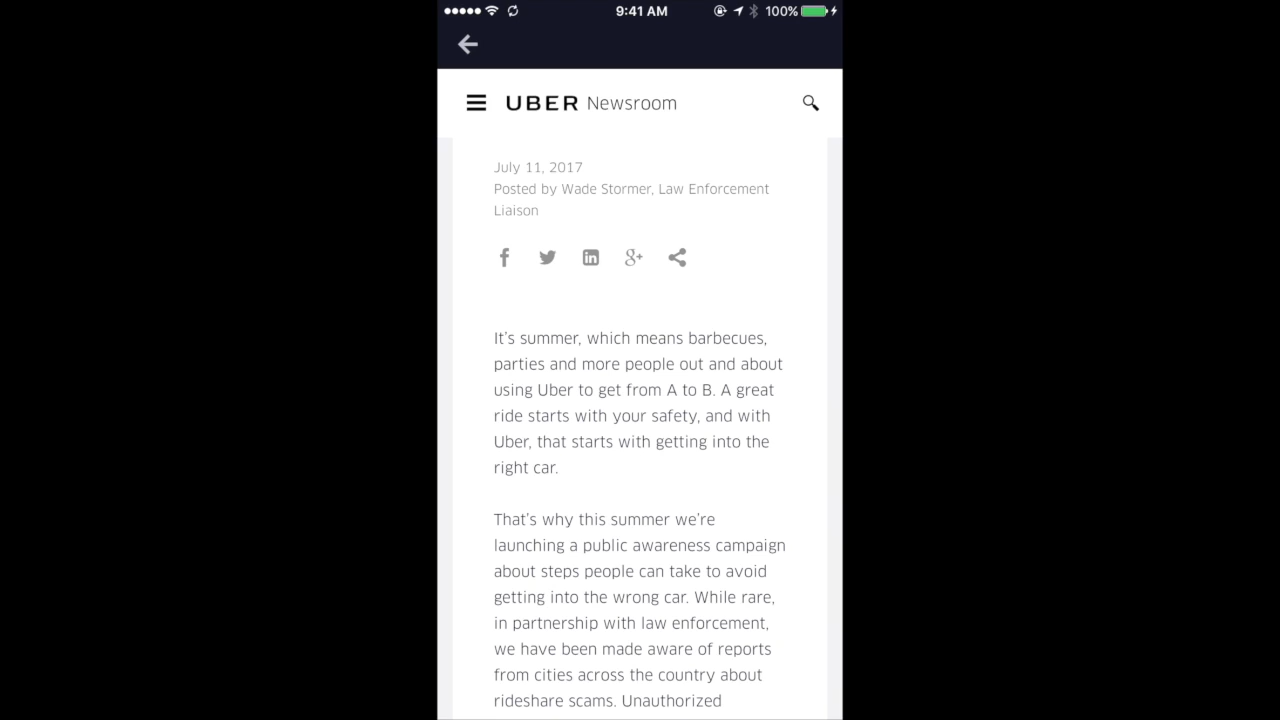 9:41 AM
100%
UBER Newsroom
July 11, 2017
Posted by Wade Stormer, Law Enforcement
Liaison
It's summer, which means barbecues,
parties and more people out and about
using Uber to get from A to B. A great
ride starts with your safety, and with
Uber, that starts with getting into the
right car.
That's why this summer we're
launching a public awareness campaign
about steps people can take to avoid
getting into the wrong car. While rare,
in partnership with law enforcement,
we have been made aware of reports
from cities across the country about
rideshare scams. Unauthorized